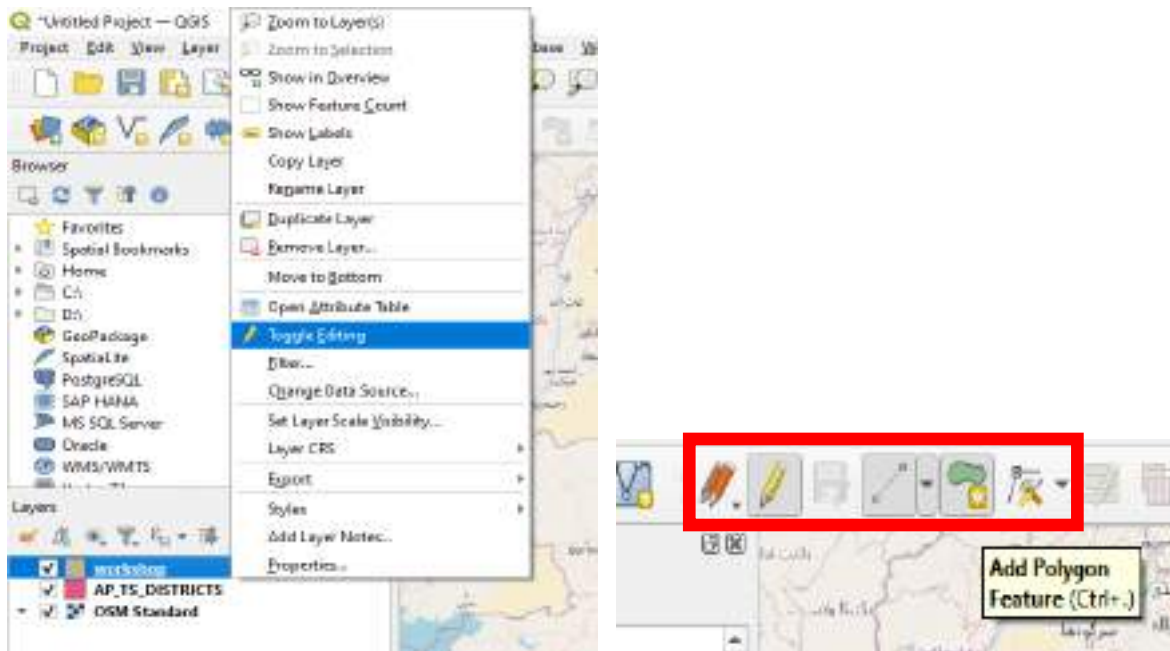 *Untitled Project — QGIS
Project Edit View Layer
Browser
Favorites
Spatial Bookmarks
Home
C:\
D:\
GeoPackage
SpatiaLite
PostgreSQL
SAP HANA
MS SQL Server
Oracle
WMS/WMTS
Layers
workshop
AP_TS_DISTRICTS
OSM Standard
Zoom to Layer(s)
Zoom to Selection
Show in Overview
Show Feature Count
Show Labels
Copy Layer
Rename Layer
Duplicate Layer
Remove Layer...
Move to Bottom
Open Attribute Table
Toggle Editing
Filter...
Change Data Source...
Set Layer Scale Visibility...
Layer CRS
Export
Styles
Add Layer Notes...
Properties...
Add Polygon
Feature (Ctrl+.)